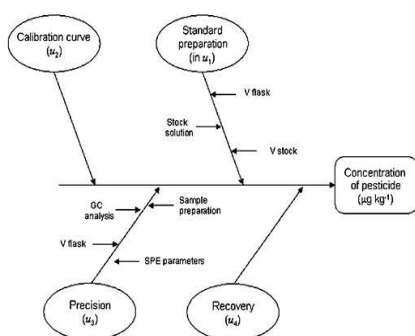 Calibration curve
(u2)
Standard
preparation
(in u1)
V flask
Stock
solution
V stock
Concentration
of pesticide
(µg kg-1)
GC
analysis
Sample
preparation
V flask
SPE parameters
Precision
(u3)
Recovery
(u4)